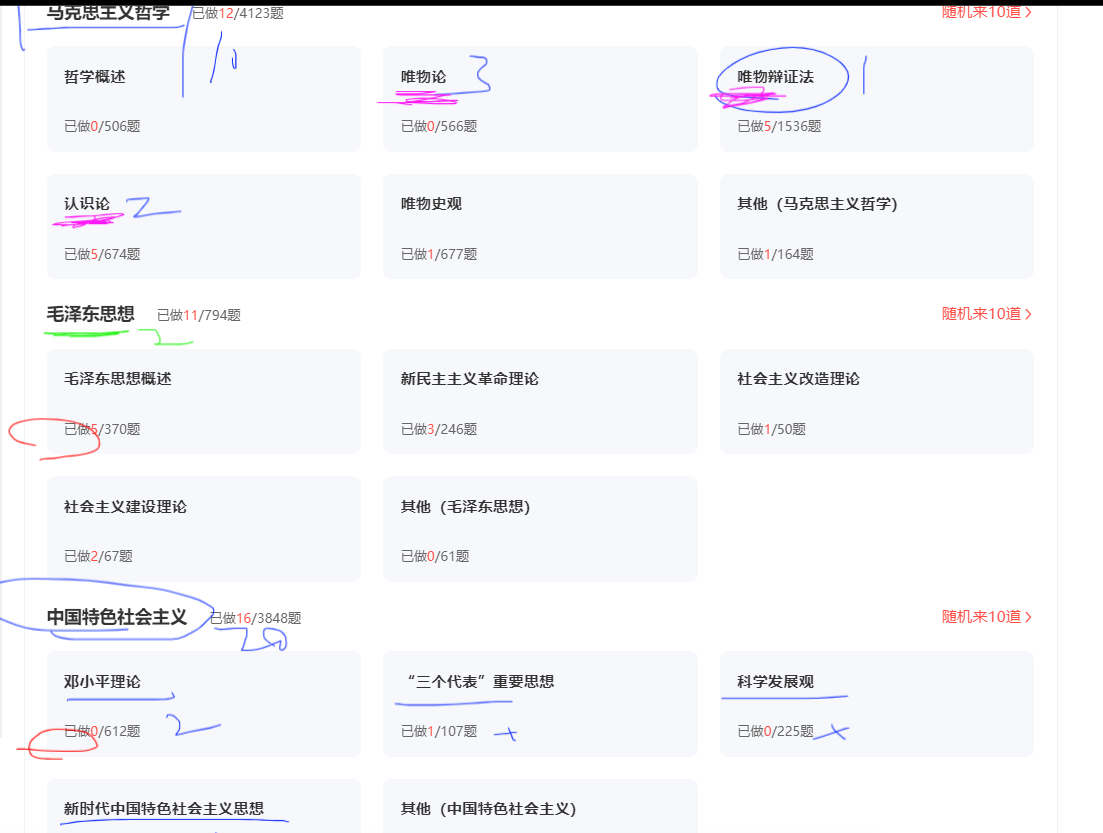 马克思主义哲学 已做12/4123题 随机来10道 >
10
哲学概述 唯物论 3 唯物辩证法 1
已做0/506题 已做0/566题 已做5/1536题
认识论 2 唯物史观 其他（马克思主义哲学）
已做5/674题 已做1/677题 已做1/164题
毛泽东思想 已做11/794题 随机来10道 >
2
毛泽东思想概述 新民主主义革命理论 社会主义改造理论
已做5/370题 已做3/246题 已做1/50题
社会主义建设理论 其他（毛泽东思想）
已做2/67题 已做0/61题
中国特色社会主义 已做16/3848题 随机来10道 >
20
邓小平理论 “三个代表”重要思想 科学发展观
已做0/612题 2 已做1/107题 已做0/225题
新时代中国特色社会主义思想 其他（中国特色社会主义）